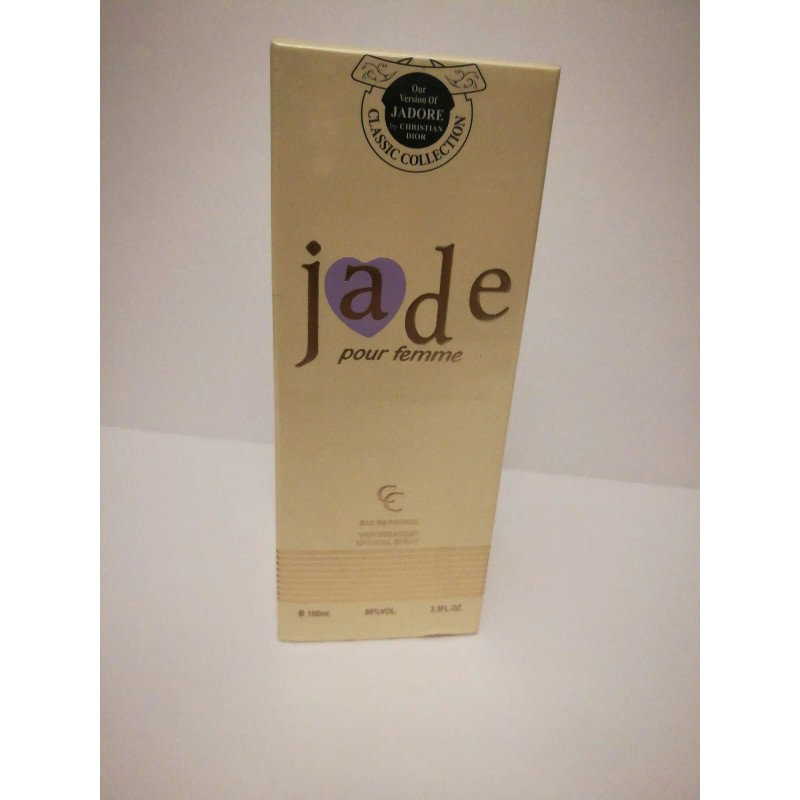 Our
Version Of
JADORE
by CHRISTIAN
DIOR
CLASSIC COLLECTION
jade
pour femme
CC
EAU DE PARFUM
VAPORISATEUR
NATURAL SPRAY
e 100ml. 80%VOL. 3.3FL.OZ.